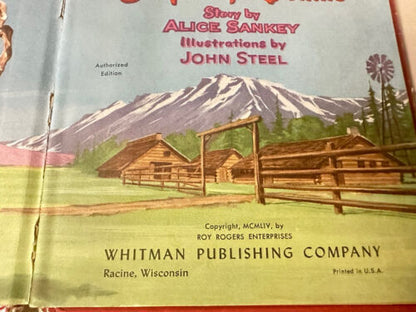 Story by
ALICE SANKEY
Illustrations by
JOHN STEEL
Authorized
Edition
Copyright, MCMLIV, by
ROY ROGERS ENTERPRISES
WHITMAN PUBLISHING COMPANY
Racine, Wisconsin
Printed in U.S.A.